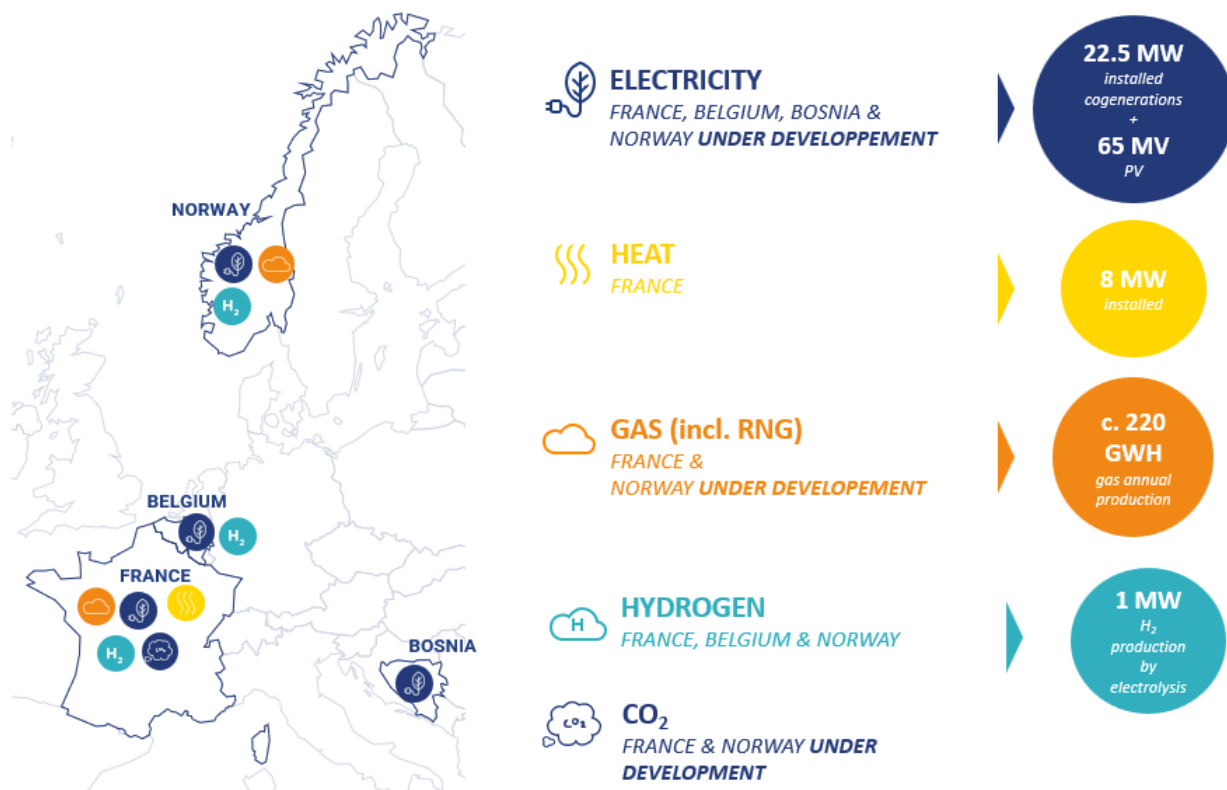 NORWAY
H₂
BELGIUM
H₂
FRANCE
H₂
BOSNIA
ELECTRICITY
FRANCE, BELGIUM, BOSNIA &
NORWAY UNDER DEVELOPPEMENT
22.5 MW
installed
cogenerations
+
65 MV
PV
HEAT
FRANCE
8 MW
installed
GAS (incl. RNG)
FRANCE &
NORWAY UNDER DEVELOPEMENT
c. 220
GWH
gas annual
production
H
HYDROGEN
FRANCE, BELGIUM & NORWAY
1 MW
H₂
production
by
electrolysis
CO₂
CO₂
FRANCE & NORWAY UNDER
DEVELOPMENT